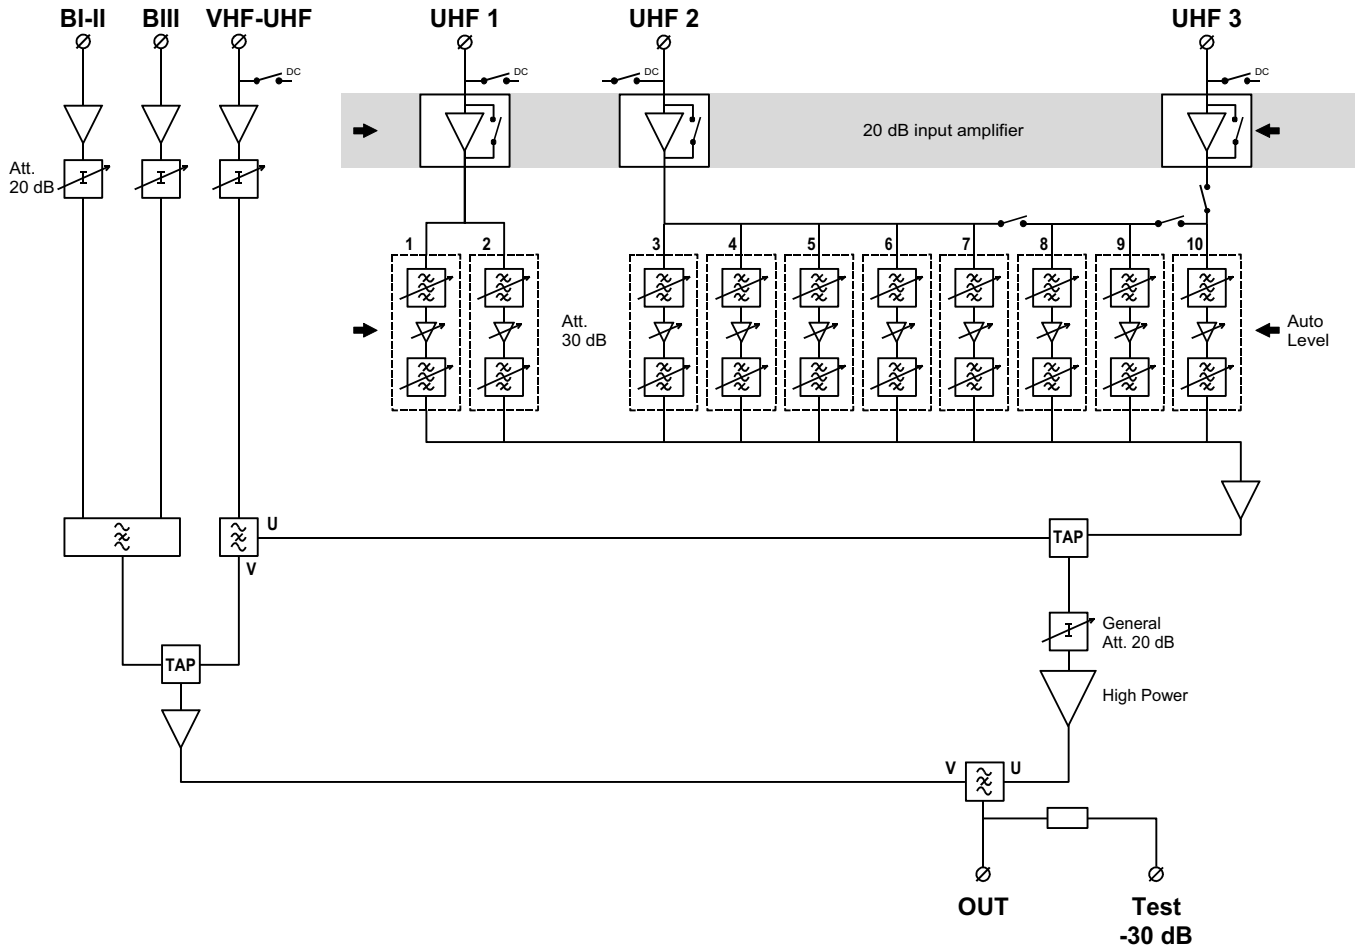 BI-II BIII VHF-UHF UHF 1 UHF 2 UHF 3
DC DC DC DC
20 dB input amplifier
Att.
20 dB
1 2 3 4 5 6 7 8 9 10
Att.
30 dB
Auto
Level
U
V
TAP
General
Att. 20 dB
TAP
High Power
V U
OUT Test
-30 dB